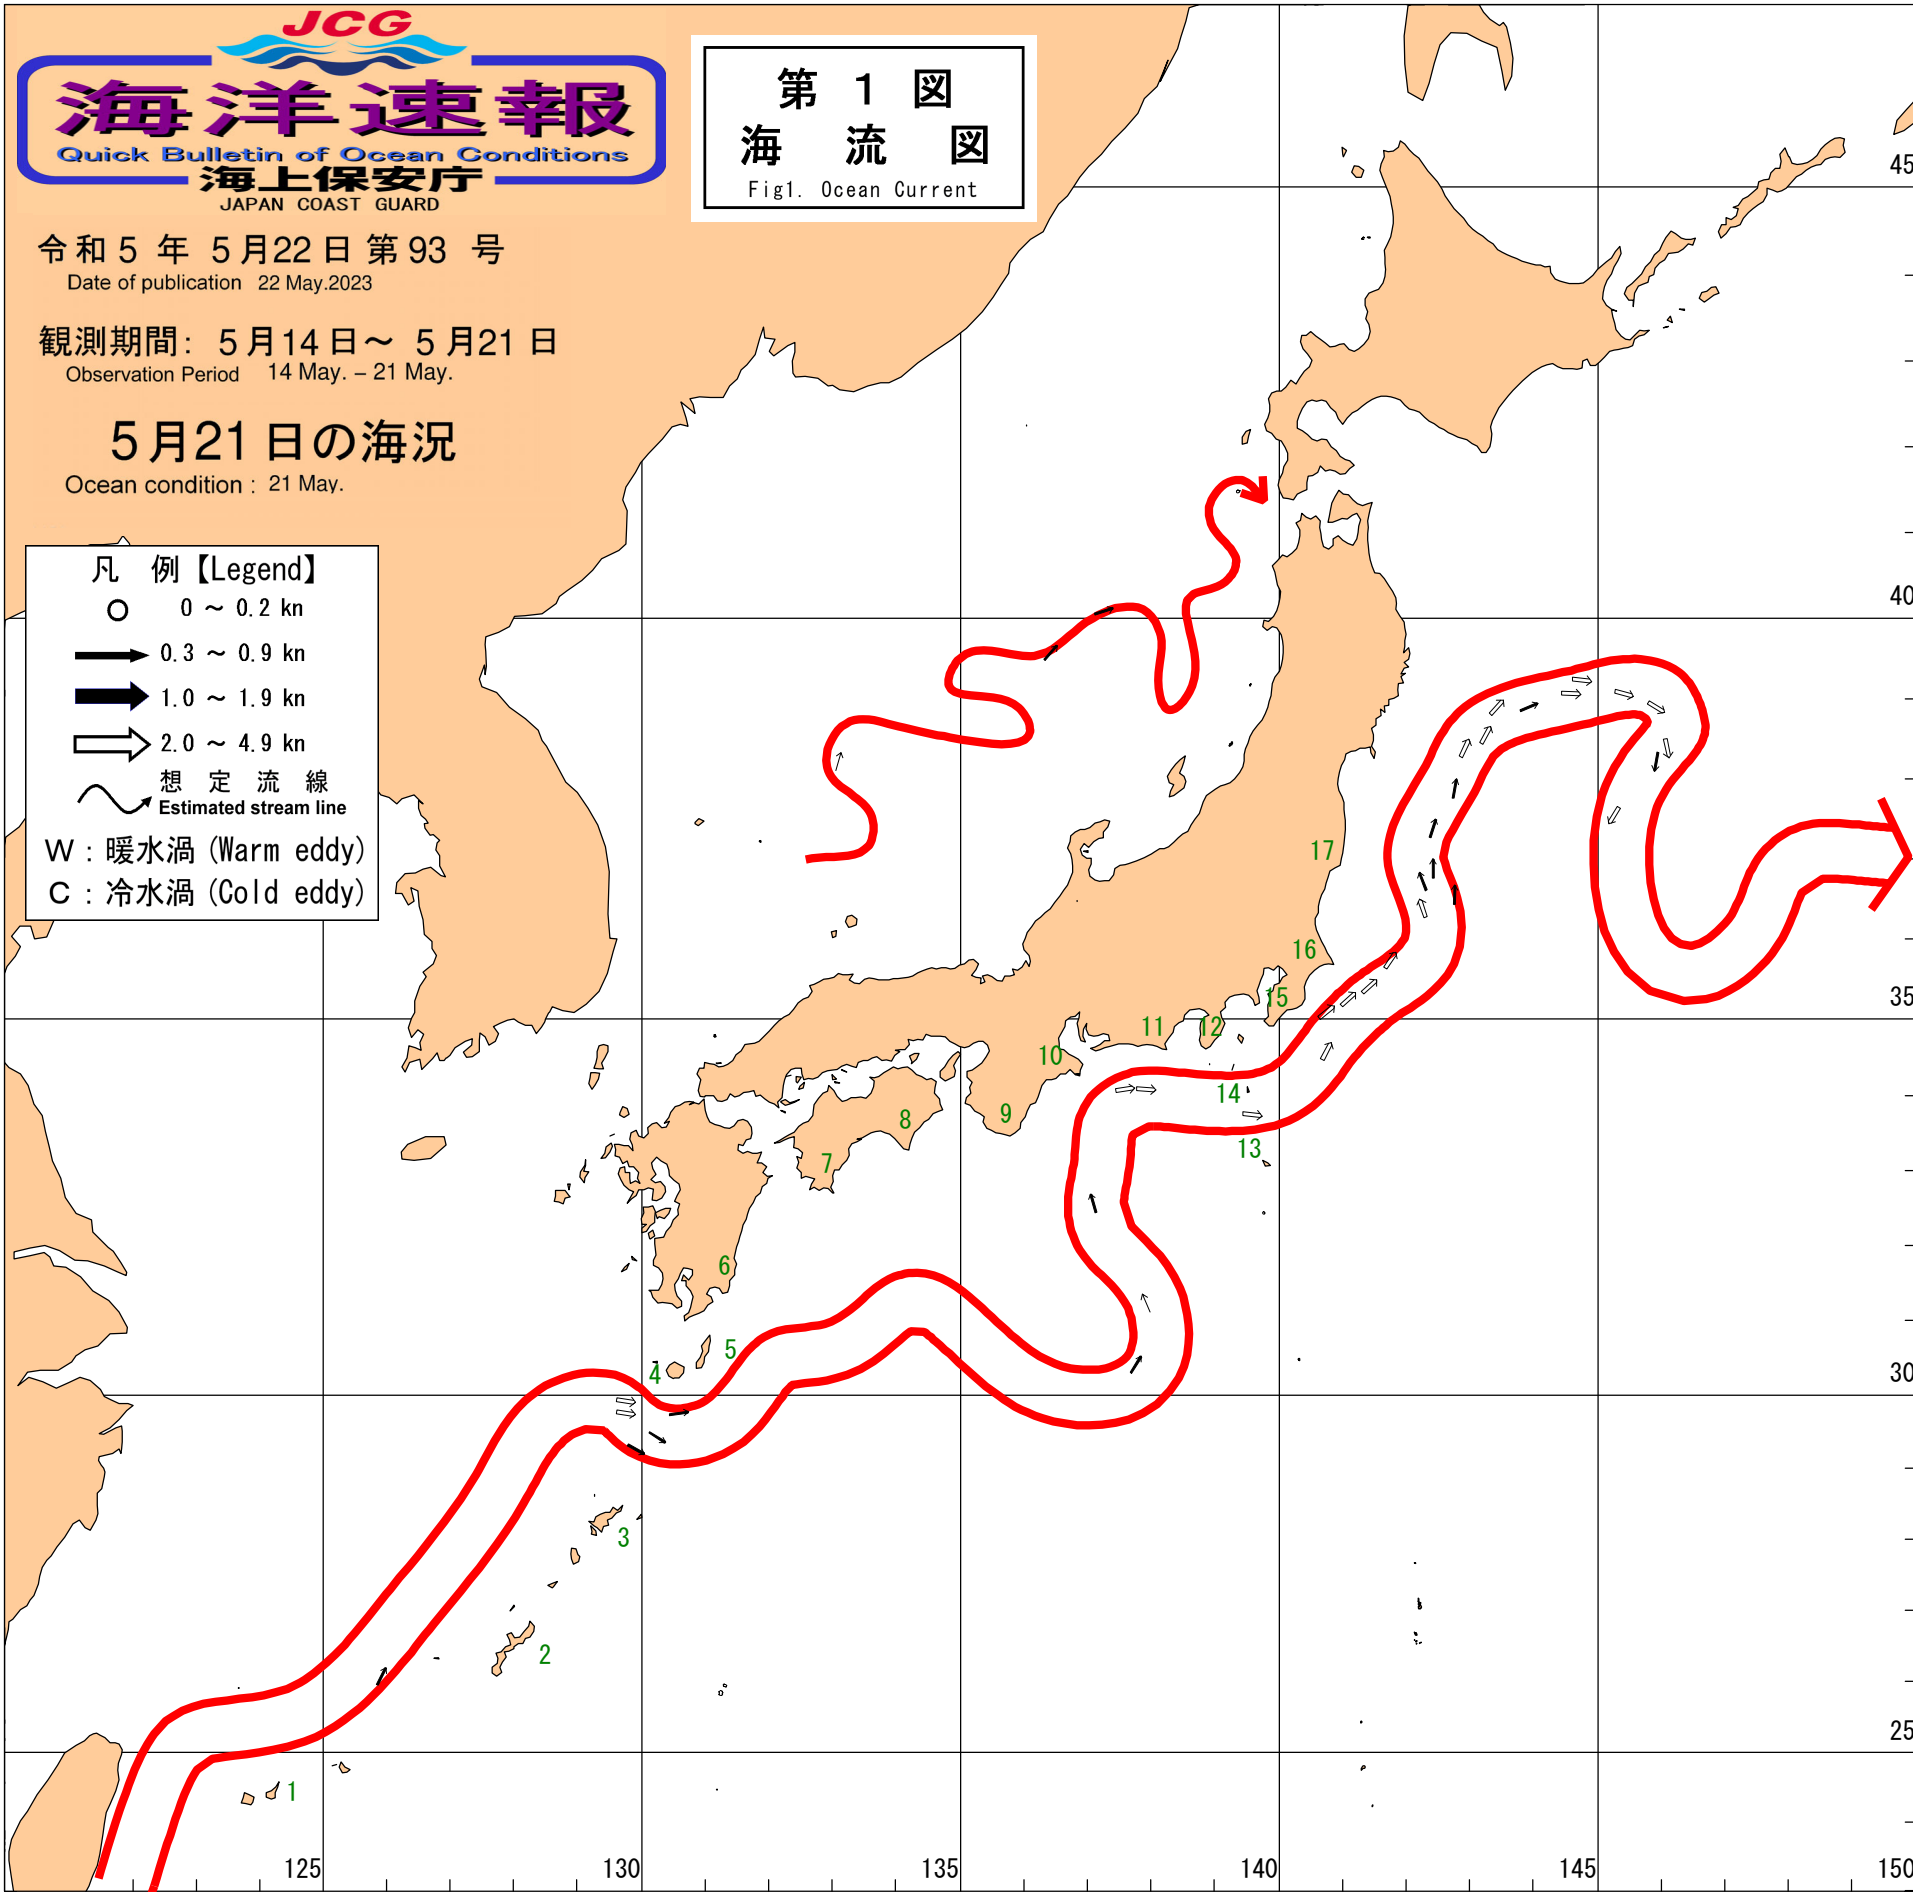 JCG
海洋速報
Quick Bulletin of Ocean Conditions
海上保安庁
JAPAN COAST GUARD
第 1 図
海 流 図
Fig1. Ocean Current
令和 5 年 5月22日 第93 号
Date of publication 22 May.2023
観測期間: 5月14日～ 5月21日
Observation Period 14 May. – 21 May.
5月21日の海況
Ocean condition : 21 May.
凡 例【Legend】
0 ～ 0.2 kn
0.3 ～ 0.9 kn
1.0 ～ 1.9 kn
2.0 ～ 4.9 kn
想 定 流 線
Estimated stream line
W : 暖水渦 (Warm eddy)
C : 冷水渦 (Cold eddy)
45
40
17
16
35
15
11
12
10
14
9
8
13
7
6
5
4
30
3
2
25
1
125
130
135
140
145
150